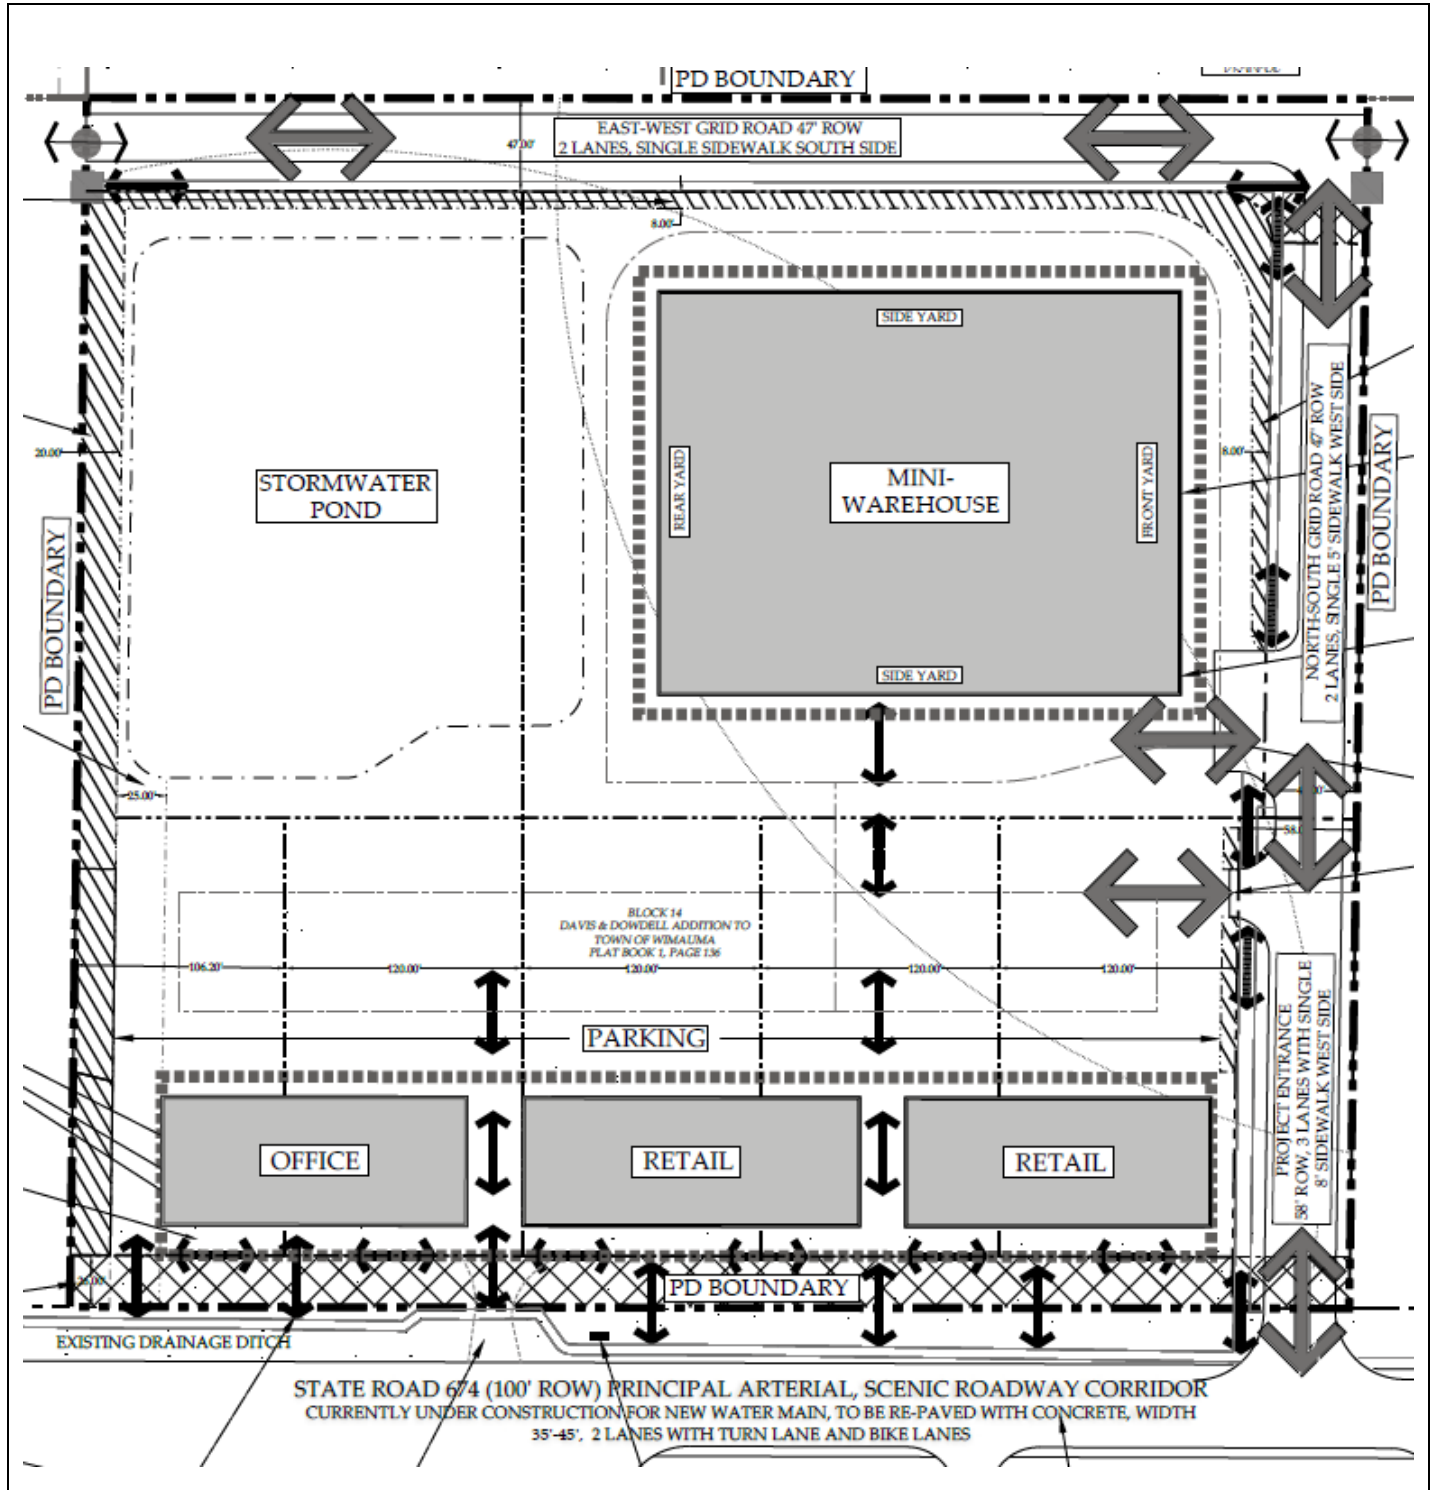 PD BOUNDARY
EAST-WEST GRID ROAD 47' ROW
2 LANES, SINGLE SIDEWALK SOUTH SIDE
47.00'
8.00'
SIDE YARD
20.00'
STORMWATER
POND
REAR YARD
MINI-
WAREHOUSE
FRONT YARD
8.00'
NORTH-SOUTH GRID ROAD 47' ROW
2 LANES, SINGLE 5' SIDEWALK WEST SIDE
PD BOUNDARY
PD BOUNDARY
SIDE YARD
25.00'
BLOCK 14
DAVIS & DOWDELL ADDITION TO
TOWN OF WIMAUMA
PLAT BOOK 1, PAGE 136
106.20'
120.00'
120.00'
120.00'
120.00'
PARKING
PROJECT ENTRANCE
58' ROW, 3 LANES WITH SINGLE
8' SIDEWALK WEST SIDE
OFFICE
RETAIL
RETAIL
PD BOUNDARY
EXISTING DRAINAGE DITCH
STATE ROAD 674 (100' ROW) PRINCIPAL ARTERIAL, SCENIC ROADWAY CORRIDOR
CURRENTLY UNDER CONSTRUCTION FOR NEW WATER MAIN, TO BE RE-PAVED WITH CONCRETE, WIDTH
35'-45', 2 LANES WITH TURN LANE AND BIKE LANES